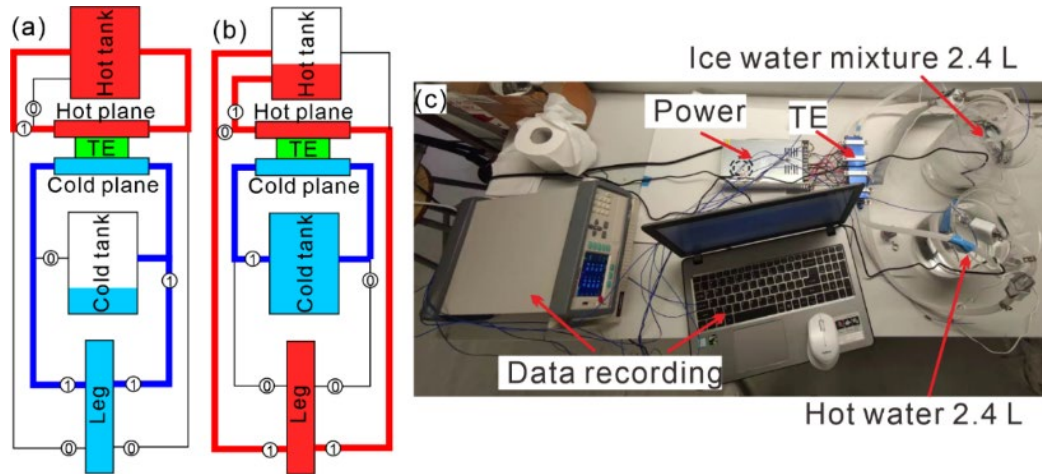 (a)
Hot tank
0
1
Hot plane
TE
Cold plane
0
Cold tank
1
1
1
Leg
0
0
(b)
Hot tank
1
0
Hot plane
TE
Cold plane
1
Cold tank
0
0
0
Leg
1
1
(c)
Ice water mixture 2.4 L
Power
TE
Data recording
Hot water 2.4 L